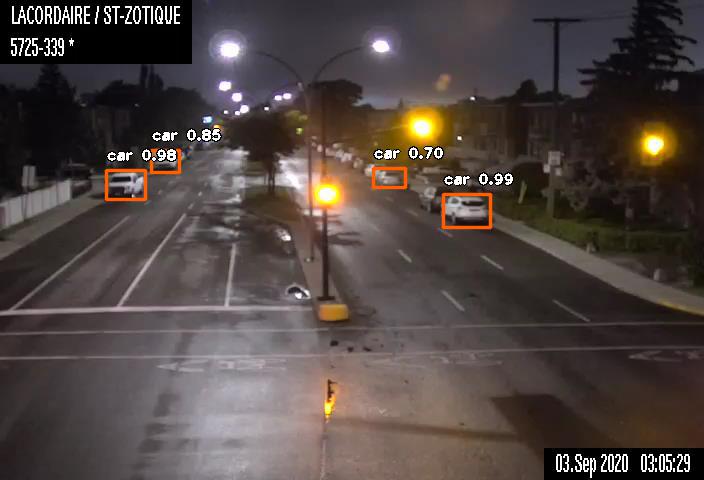 LACORDAIRE / ST-ZOTIQUE
5725-339 *
car 0.85
car 0.98
car 0.70
car 0.99
03.Sep 2020 03:05:29